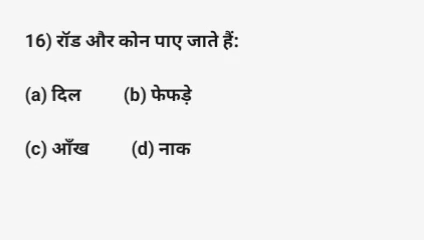 16) रॉड और कोन पाए जाते हैं:
(a) दिल (b) फेफड़े
(c) आँख (d) नाक